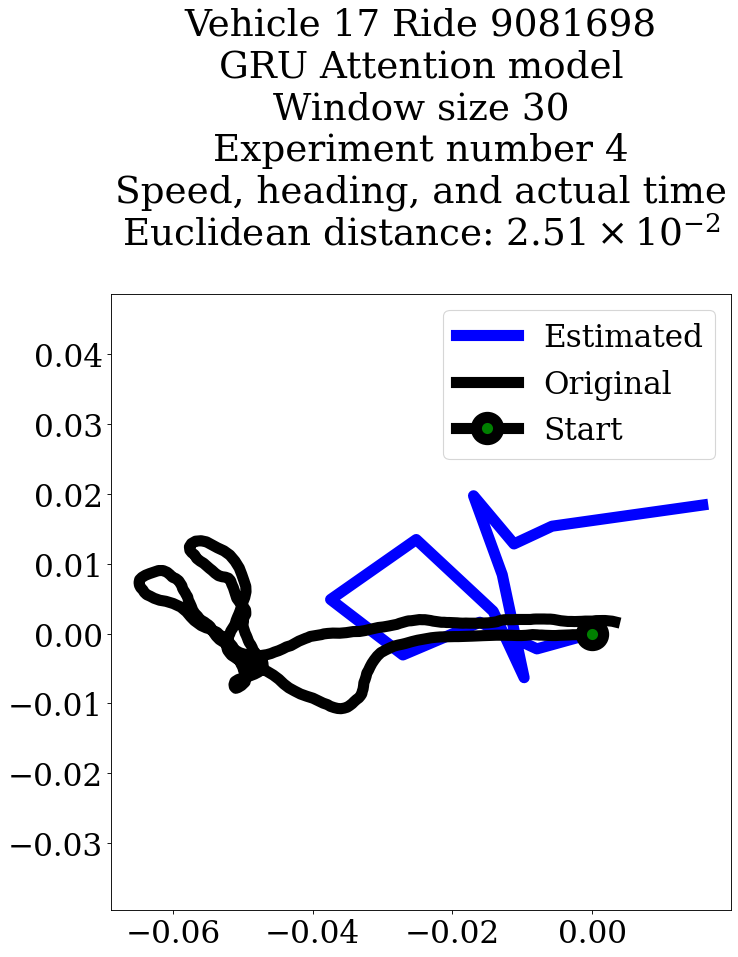 Vehicle 17 Ride 9081698
GRU Attention model
Window size 30
Experiment number 4
Speed, heading, and actual time
Euclidean distance: 2.51 × 10⁻²
Estimated
Original
Start
0.04
0.03
0.02
0.01
0.00
−0.01
−0.02
−0.03
−0.06
−0.04
−0.02
0.00